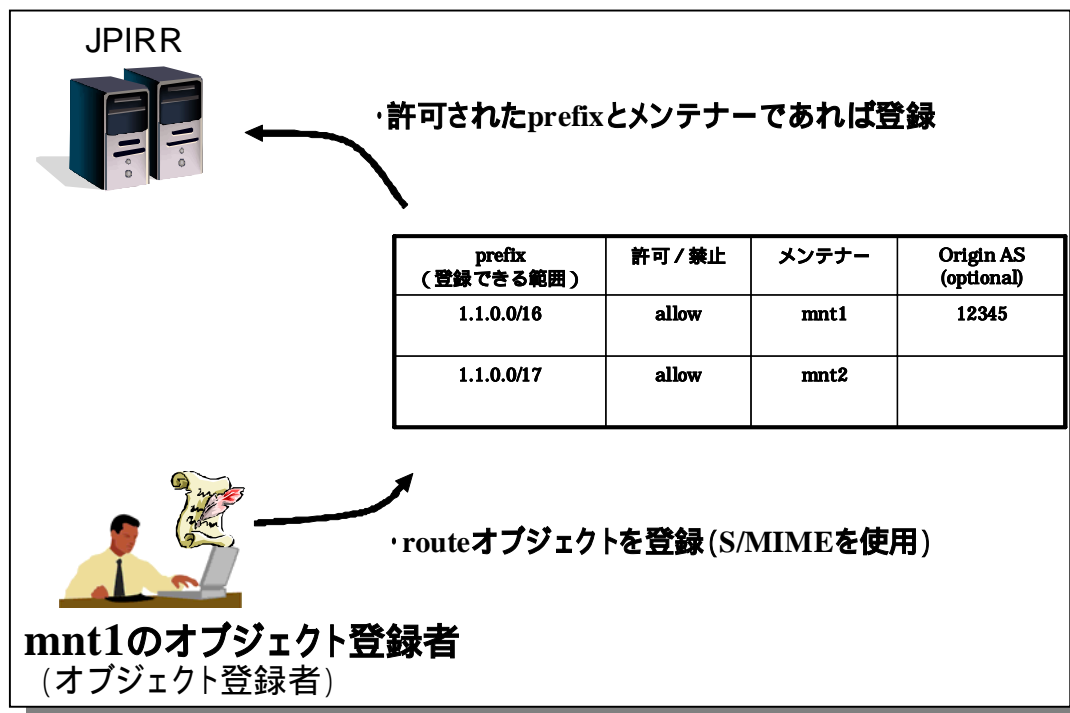 JPIRR
・許可されたprefixとメンテナーであれば登録
prefix
(登録できる範囲)
許可/禁止
メンテナー
Origin AS
(optional)
1.1.0.0/16
allow
mnt1
12345
1.1.0.0/17
allow
mnt2
・routeオブジェクトを登録(S/MIMEを使用)
mnt1のオブジェクト登録者
(オブジェクト登録者)